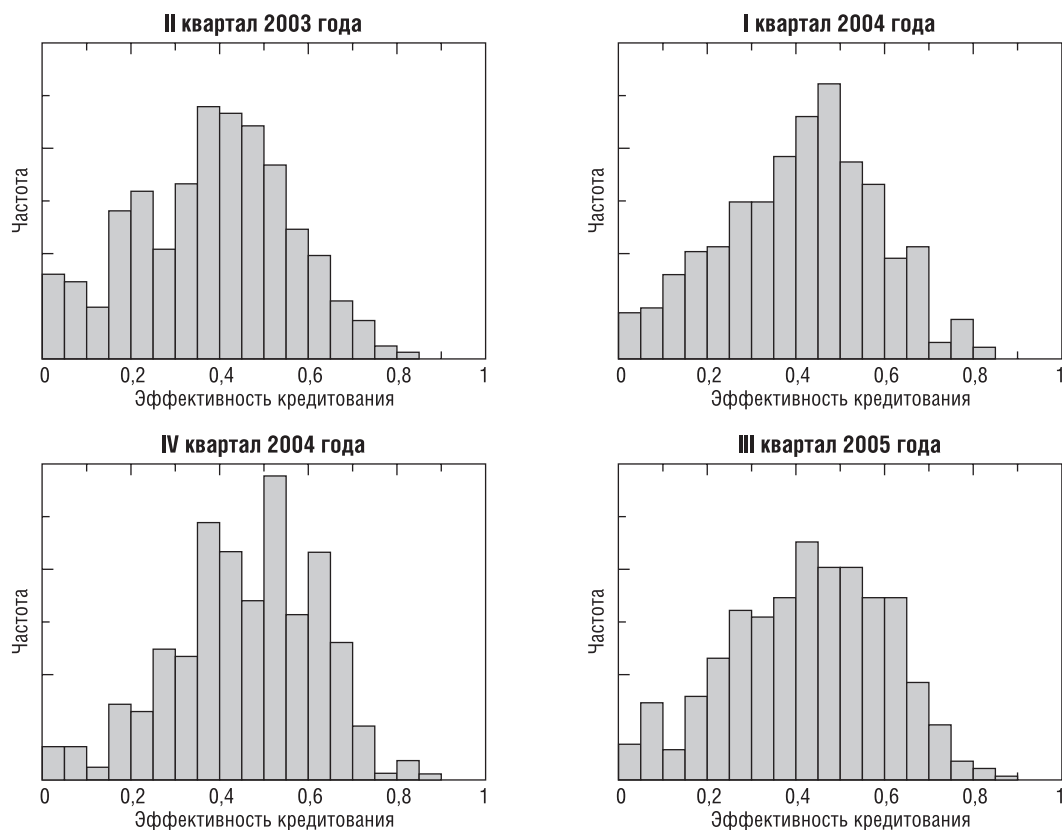 II квартал 2003 года
Частота
0 0,2 0,4 0,6 0,8 1
Эффективность кредитования
I квартал 2004 года
Частота
0 0,2 0,4 0,6 0,8 1
Эффективность кредитования
IV квартал 2004 года
Частота
0 0,2 0,4 0,6 0,8 1
Эффективность кредитования
III квартал 2005 года
Частота
0 0,2 0,4 0,6 0,8 1
Эффективность кредитования